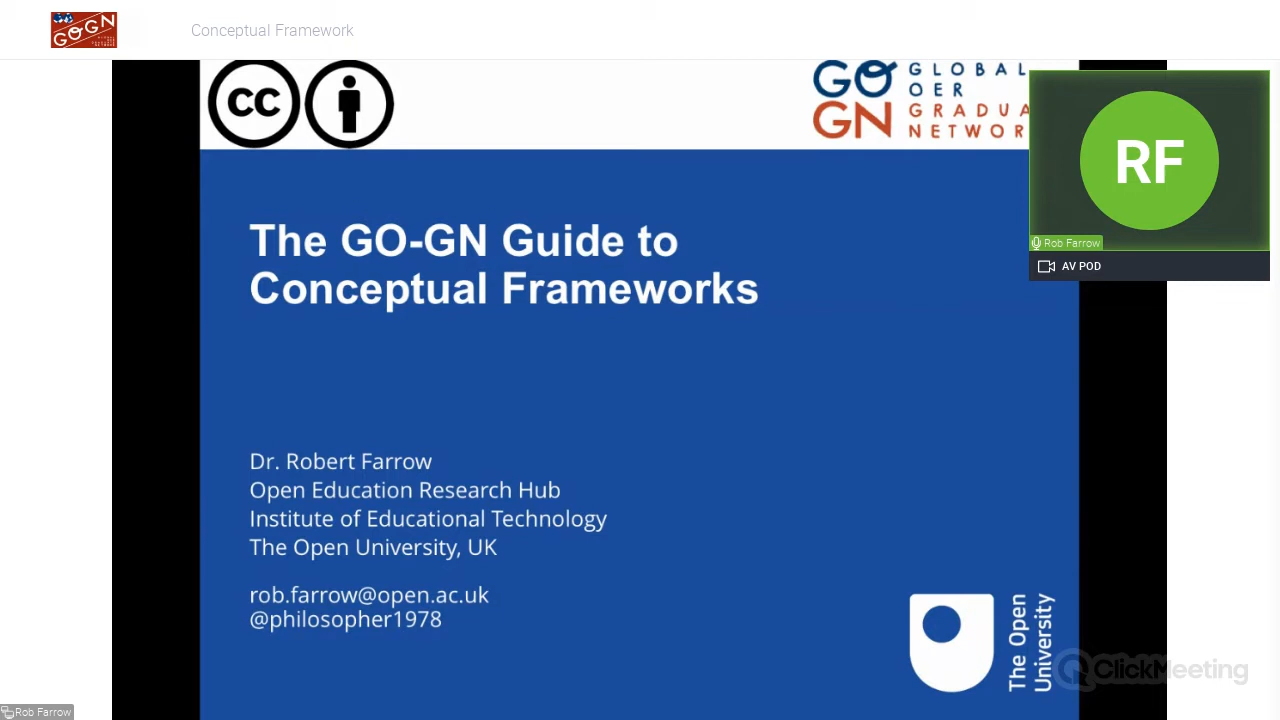 GOGN
Conceptual Framework
cc
GO GLOBAL
OER
GN GRADUA
NETWOR
RF
Rob Farrow
AV POD
The GO-GN Guide to
Conceptual Frameworks
Dr. Robert Farrow
Open Education Research Hub
Institute of Educational Technology
The Open University, UK
rob.farrow@open.ac.uk
@philosopher1978
The Open
University
ClickMeeting
Rob Farrow